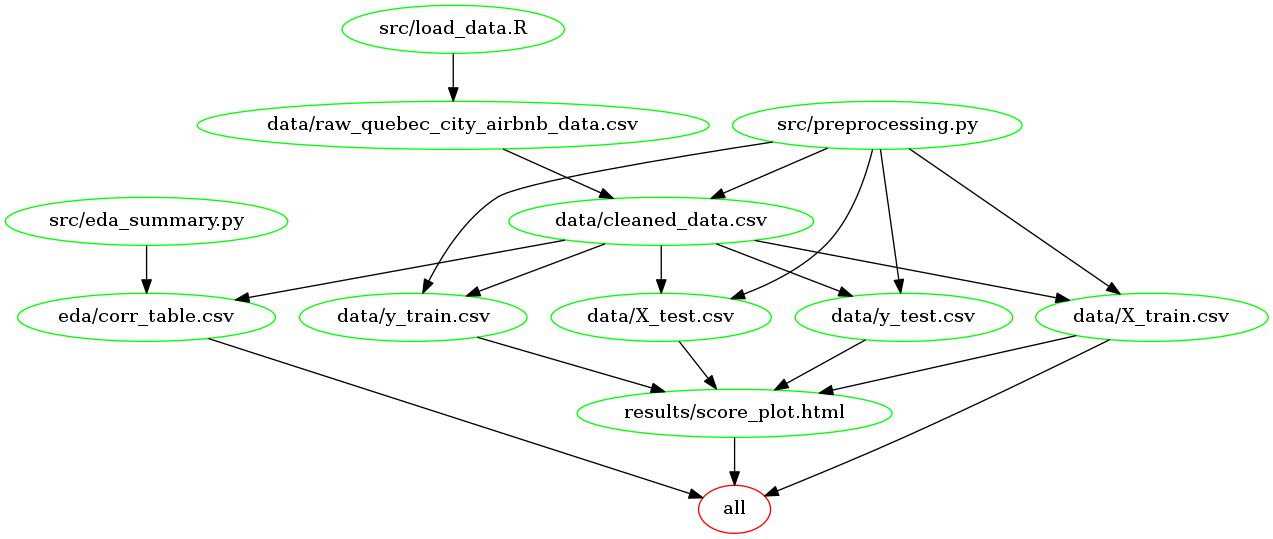 src/load_data.R
data/raw_quebec_city_airbnb_data.csv
src/preprocessing.py
src/eda_summary.py
data/cleaned_data.csv
eda/corr_table.csv
data/y_train.csv
data/X_test.csv
data/y_test.csv
data/X_train.csv
results/score_plot.html
all